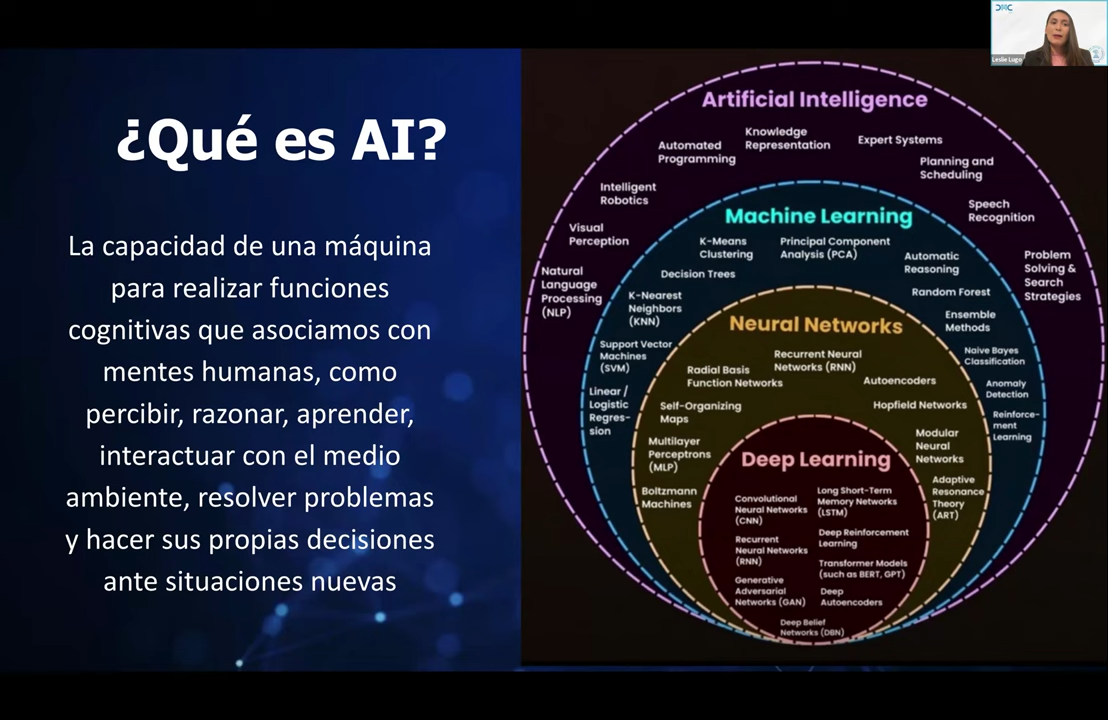 DMC
Leslie Lugo
¿Qué es AI?
La capacidad de una máquina
para realizar funciones
cognitivas que asociamos con
mentes humanas, como
percibir, razonar, aprender,
interactuar con el medio
ambiente, resolver problemas
y hacer sus propias decisiones
ante situaciones nuevas
Artificial Intelligence
Automated
Programming
Knowledge
Representation
Expert Systems
Planning and
Scheduling
Intelligent
Robotics
Speech
Recognition
Visual
Perception
Natural
Language
Processing
(NLP)
Problem
Solving &
Search
Strategies
Machine Learning
K-Means
Clustering
Principal Component
Analysis (PCA)
Automatic
Reasoning
Decision Trees
Random Forest
K-Nearest
Neighbors
(KNN)
Ensemble
Methods
Support Vector
Machines
(SVM)
Naive Bayes
Classification
Linear /
Logistic
Regres-
sion
Anomaly
Detection
Reinforce-
ment
Learning
Neural Networks
Recurrent Neural
Networks (RNN)
Radial Basis
Function Networks
Autoencoders
Self-Organizing
Maps
Hopfield Networks
Multilayer
Perceptrons
(MLP)
Modular
Neural
Networks
Boltzmann
Machines
Adaptive
Resonance
Theory
(ART)
Deep Learning
Convolutional
Neural Networks
(CNN)
Long Short-Term
Memory Networks
(LSTM)
Recurrent
Neural Networks
(RNN)
Deep Reinforcement
Learning
Transformer Models
(such as BERT, GPT)
Generative
Adversarial
Networks (GAN)
Deep
Autoencoders
Deep Belief
Networks (DBN)